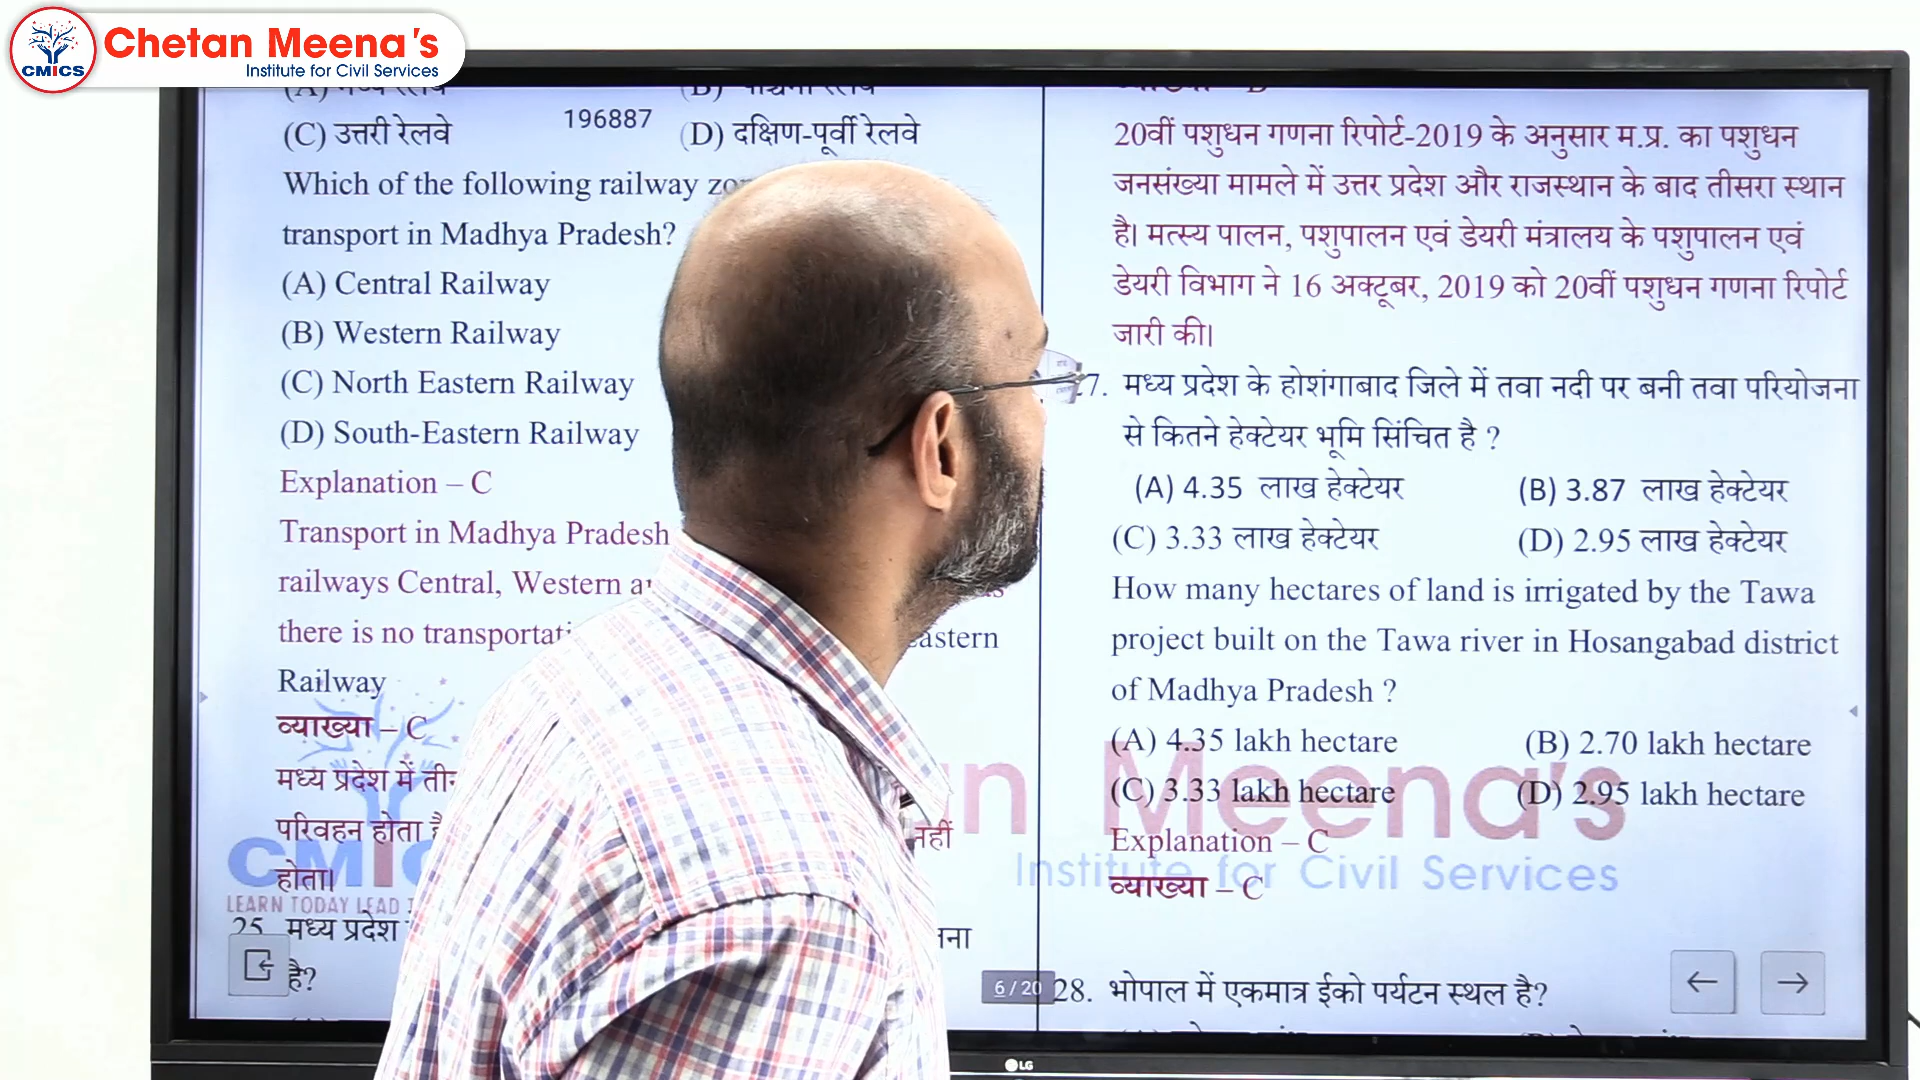 Chetan Meena's
Institute for Civil Services
CMICS
196887
(C) उत्तरी रेलवे
(D) दक्षिण-पूर्वी रेलवे
Which of the following railway
transport in Madhya Pradesh?
(A) Central Railway
(B) Western Railway
(C) North Eastern Railway
(D) South-Eastern Railway
Explanation – C
Transport in Madhya Pradesh
railways Central, Western
there is no
Railway
व्याख्या – C
मध्य प्रदेश में
परिवहन होता
नहीं
होता।
LEARN TODAY LEAD
25. मध्य प्रदेश
है?
6 / 20
20वीं पशुधन गणना रिपोर्ट-2019 के अनुसार म.प्र. का पशुधन
जनसंख्या मामले में उत्तर प्रदेश और राजस्थान के बाद तीसरा स्थान
है। मत्स्य पालन, पशुपालन एवं डेयरी मंत्रालय के पशुपालन एवं
डेयरी विभाग ने 16 अक्टूबर, 2019 को 20वीं पशुधन गणना रिपोर्ट
जारी की।
7. मध्य प्रदेश के होशंगाबाद जिले में तवा नदी पर बनी तवा परियोजना
से कितने हेक्टेयर भूमि सिंचित है ?
(A) 4.35 लाख हेक्टेयर (B) 3.87 लाख हेक्टेयर
(C) 3.33 लाख हेक्टेयर (D) 2.95 लाख हेक्टेयर
How many hectares of land is irrigated by the Tawa
project built on the Tawa river in Hosangabad district
of Madhya Pradesh ?
(A) 4.35 lakh hectare (B) 2.70 lakh hectare
(C) 3.33 lakh hectare (D) 2.95 lakh hectare
Explanation – C
व्याख्या – C
Meena's
Institute for Civil Services
28. भोपाल में एकमात्र ईको पर्यटन स्थल है?
LG